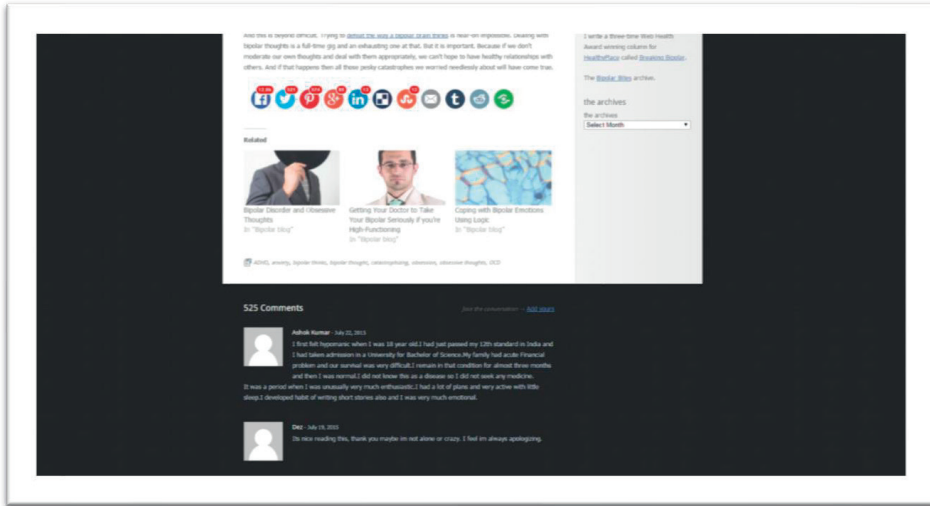 And this is beyond difficult. Trying to defeat the way a bipolar brain thinks is near-on impossible. Dealing with
bipolar thoughts is a full-time gig and an exhausting one at that. But it is important. Because if we don't
moderate our own thoughts and deal with them appropriately, we can't hope to have healthy relationships with
others. And if that happens then all those pesky catastrophes we worried needlessly about will have come true.
Related
Bipolar Disorder and Obsessive
Thoughts
In "Bipolar blog"
Getting Your Doctor to Take
Your Bipolar Seriously if you're
High-Functioning
In "Bipolar blog"
Coping with Bipolar Emotions
Using Logic
In "Bipolar blog"
ADHD, anxiety, bipolar thinks, bipolar thought, catastrophizing, obsession, obsessive thoughts, OCD
I write a three-time Web Health
Award winning column for
HealthyPlace called Breaking Bipolar.
The Bipolar Bites archive.
the archives
the archives
Select Month
525 Comments
Join the conversation → Add yours
Ashok Kumar - July 22, 2015
I first felt hypomanic when I was 18 year old.I had just passed my 12th standard in India and
I had taken admission in a University for Bachelor of Science.My family had acute Financial
problem and our survival was very difficult.I remain in that condition for almost three months
and then I was normal.I did not know this as a disease so I did not seek any medicine.
It was a period when I was unusually very much enthusiastic.I had a lot of plans and very active with little
sleep.I developed habit of writing short stories also and I was very much emotional.
Dez - July 19, 2015
Its nice reading this, thank you maybe im not alone or crazy. I feel im always apologizing.